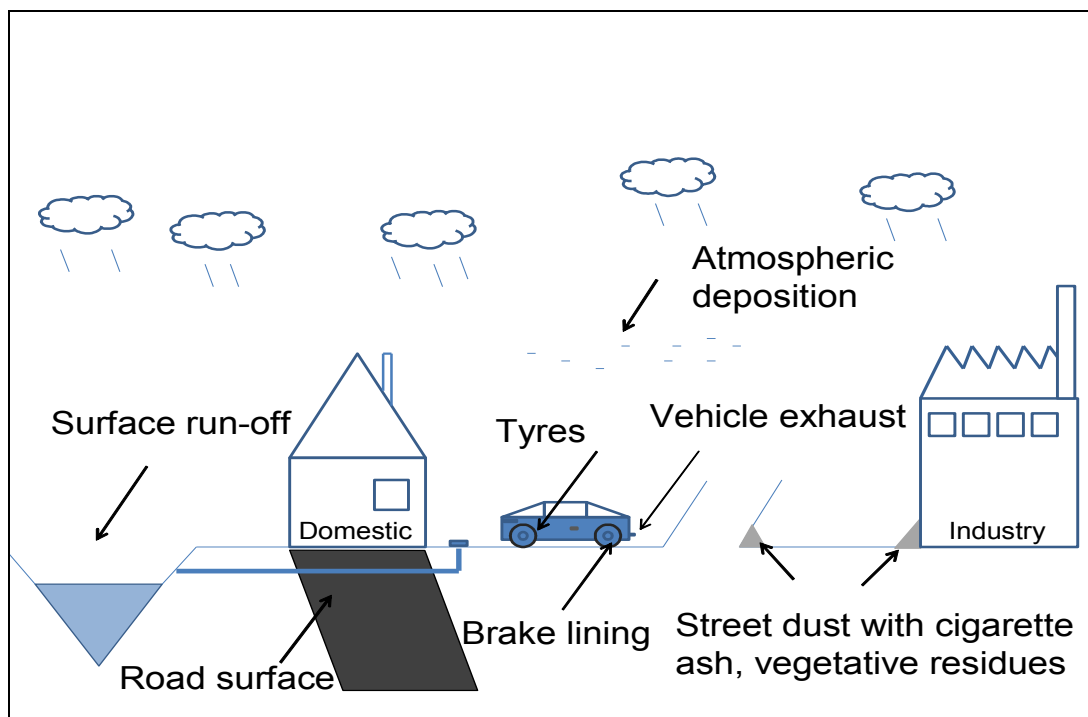 Atmospheric
deposition
Surface run-off
Tyres
Vehicle exhaust
Domestic
Industry
Road surface
Brake lining
Street dust with cigarette
ash, vegetative residues